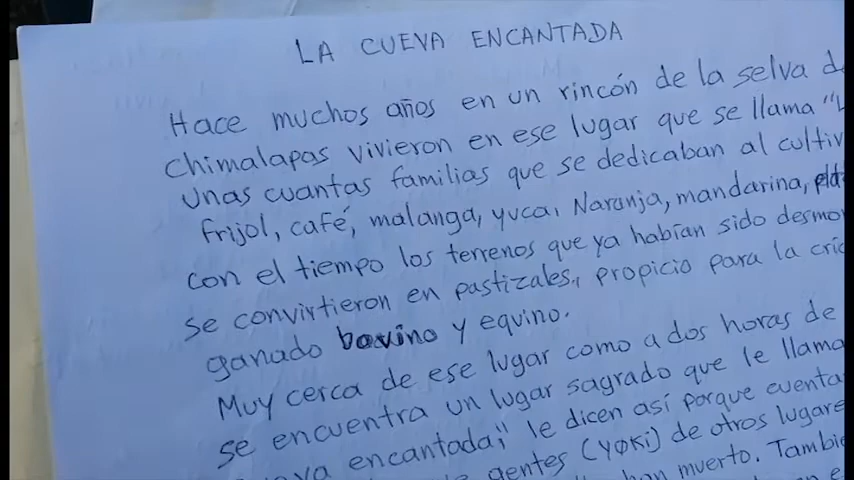 LA CUEVA ENCANTADA
Hace muchos años en un rincón de la selva d
Chimalapas vivieron en ese lugar que se llama "L
unas cuantas familias que se dedicaban al cultiv
frijol, café, malanga, yuca, Naranja, mandarina,
con el tiempo los terrenos que ya habían sido desmo
se convirtieron en pastizales, propicio para la cri
ganado bovino y equino.
Muy cerca de ese lugar como a dos horas de
se encuentra un lugar sagrado que le llama
encantada", le dicen así porque cuenta
gentes (YØKi) de otros lugare
han muerto. Tambié